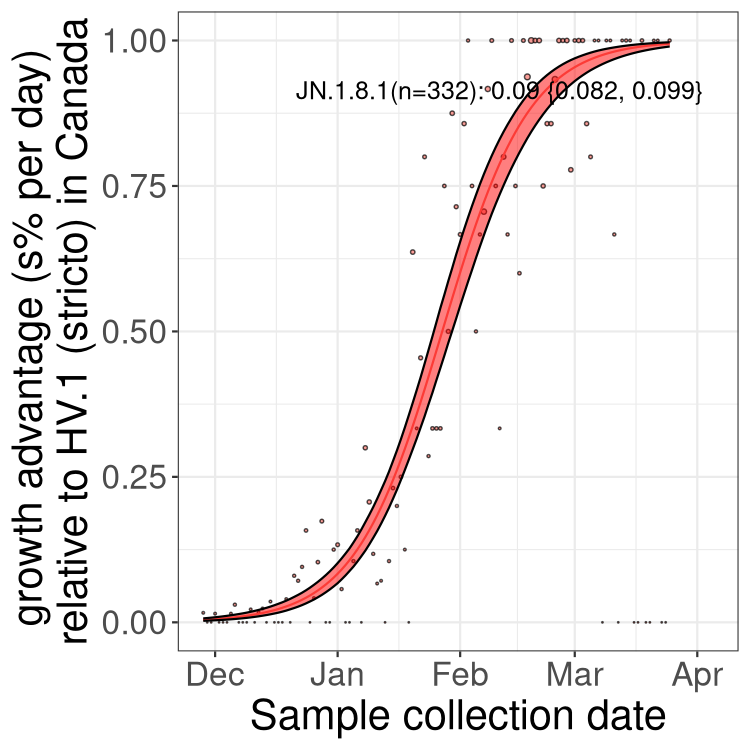 growth advantage (s% per day)
relative to HV.1 (stricto) in Canada
1.00
0.75
0.50
0.25
0.00
JN.1.8.1(n=332): 0.09 {0.082, 0.099}
Dec Jan Feb Mar Apr
Sample collection date